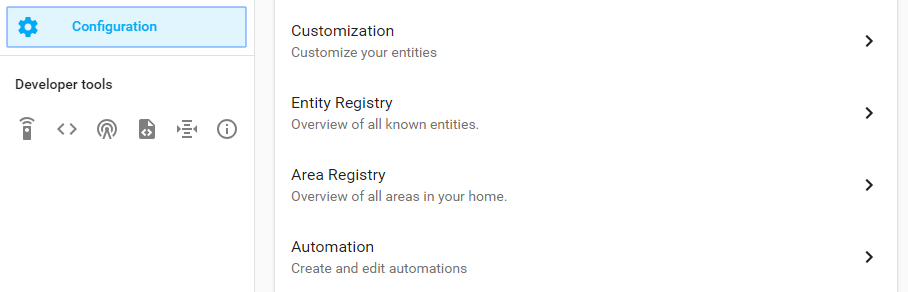 Configuration
Developer tools
Customization
Customize your entities
Entity Registry
Overview of all known entities.
Area Registry
Overview of all areas in your home.
Automation
Create and edit automations